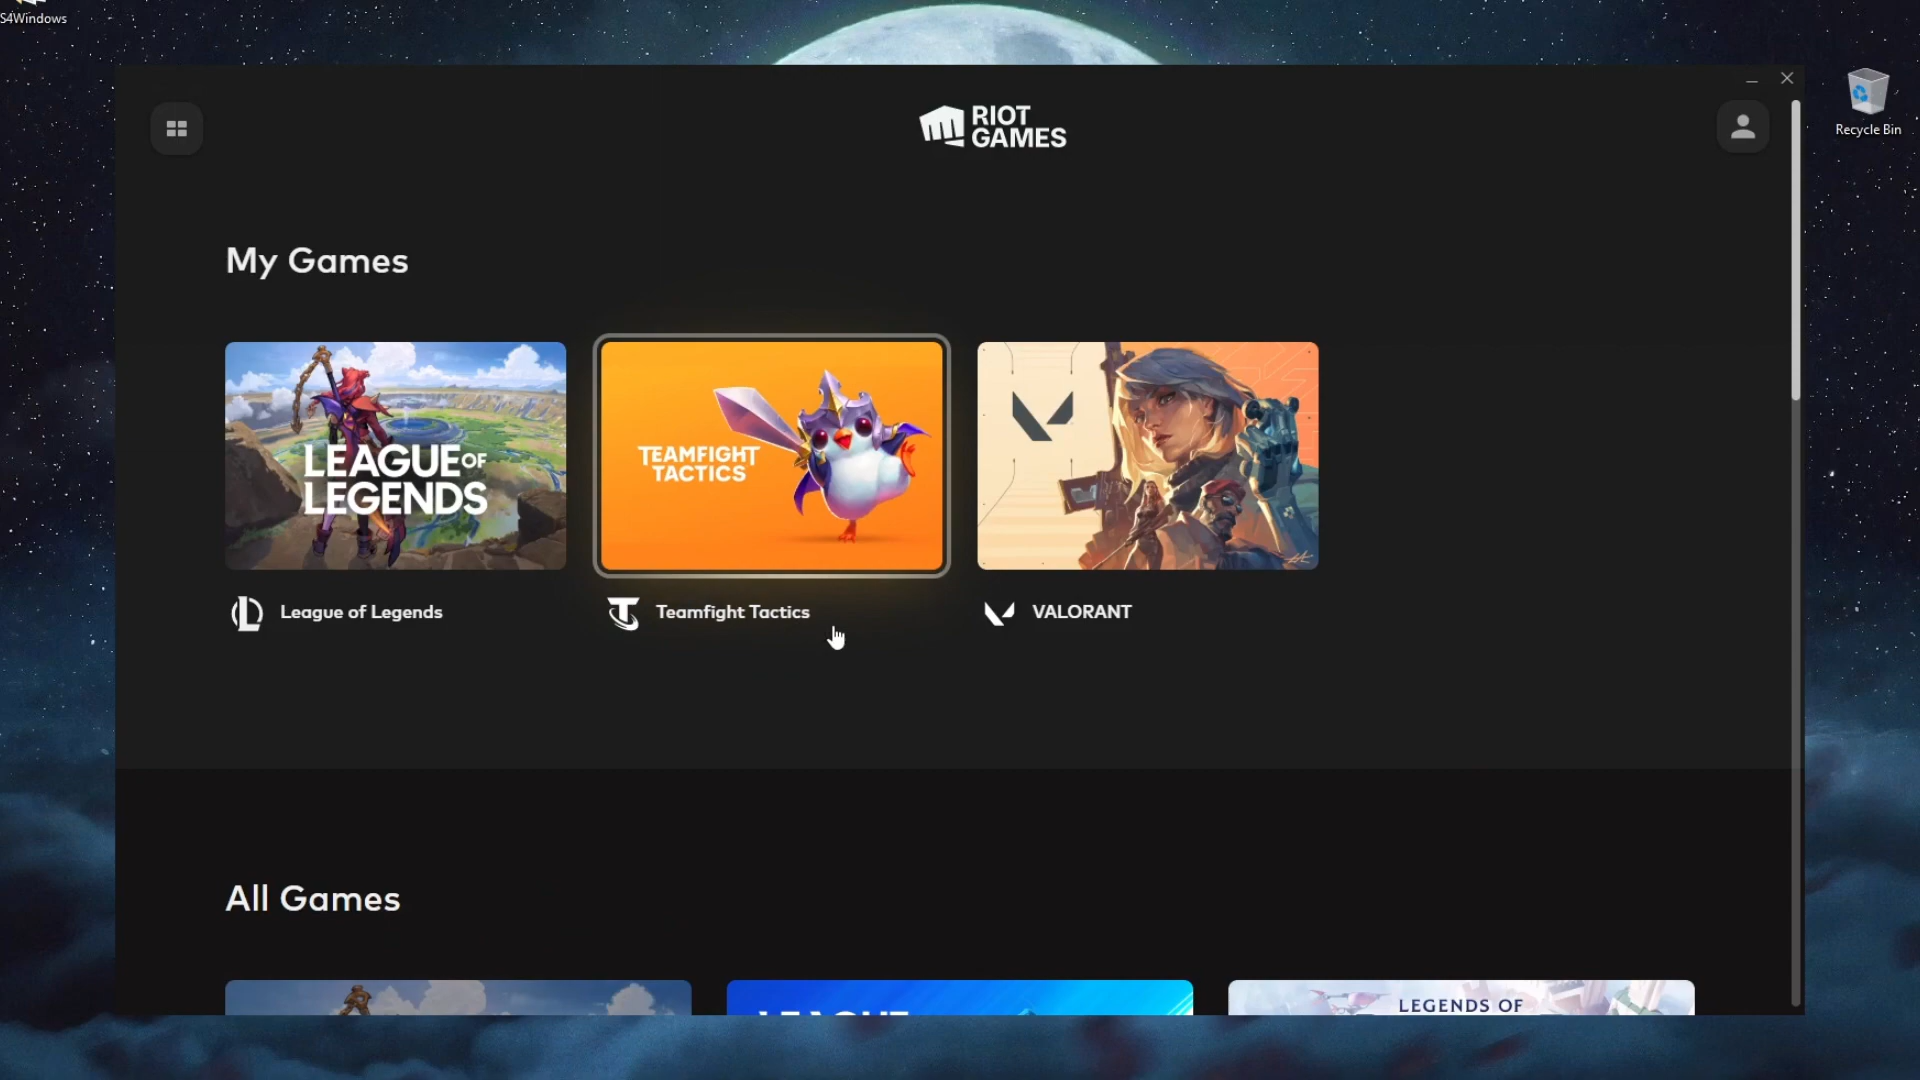 S4Windows
RIOT
GAMES
Recycle Bin
My Games
LEAGUE OF
LEGENDS
TEAMFIGHT
TACTICS
League of Legends
Teamfight Tactics
VALORANT
All Games
LEGENDS OF